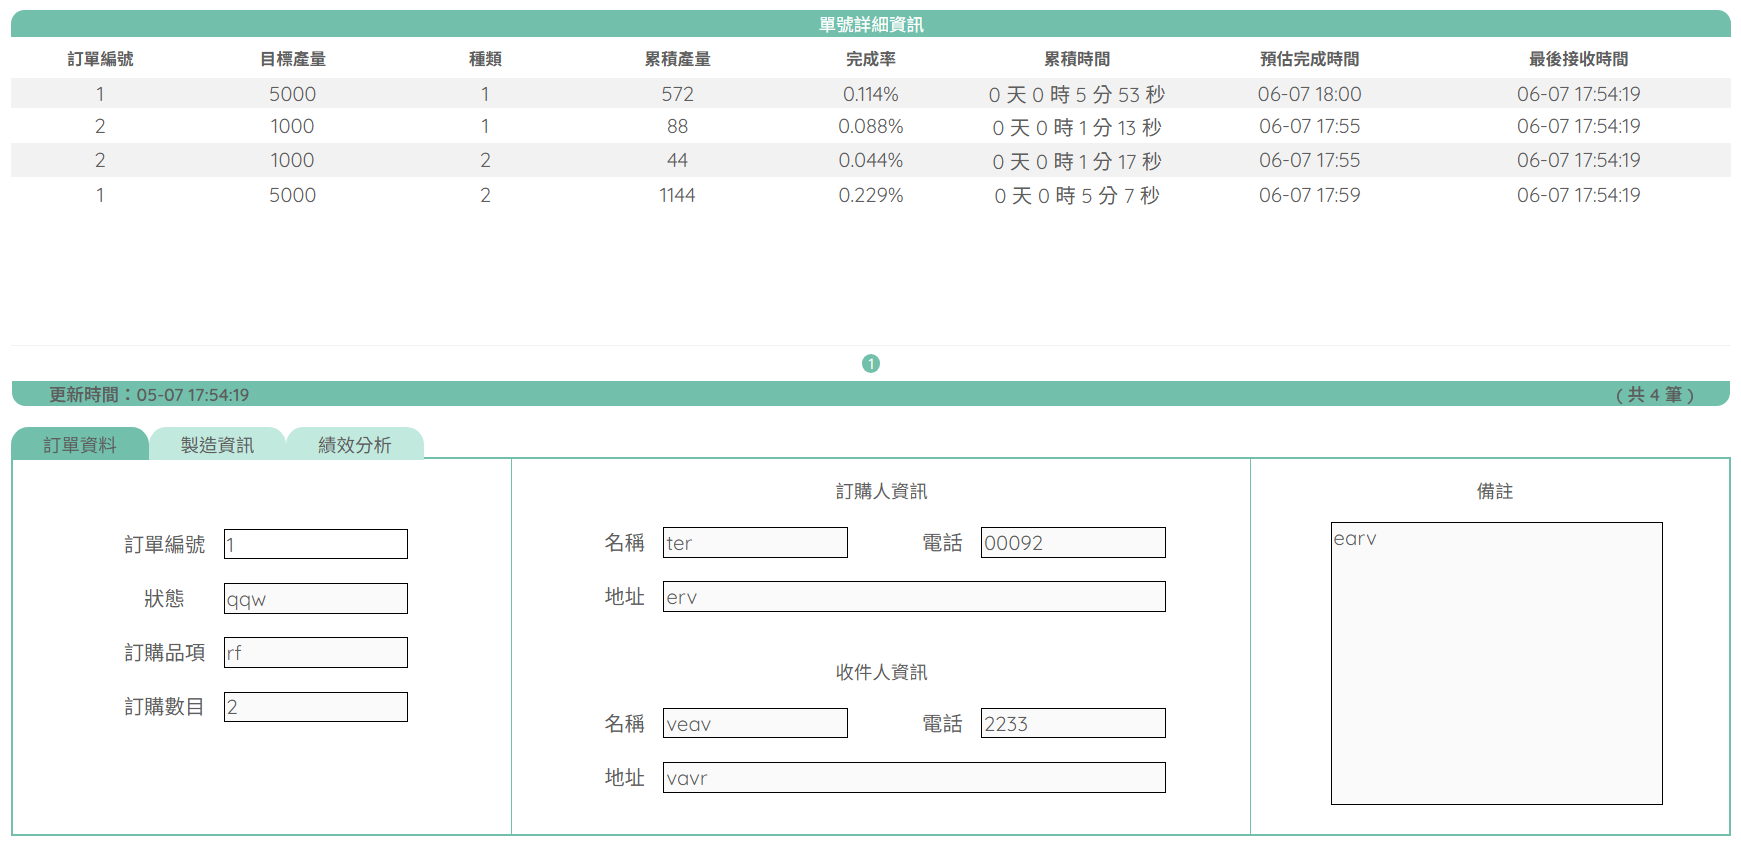 單號詳細資訊
訂單編號 目標產量 種類 累積產量 完成率 累積時間 預估完成時間 最後接收時間
1 5000 1 572 0.114% 0 天 0 時 5 分 53 秒 06-07 18:00 06-07 17:54:19
2 1000 1 88 0.088% 0 天 0 時 1 分 13 秒 06-07 17:55 06-07 17:54:19
2 1000 2 44 0.044% 0 天 0 時 1 分 17 秒 06-07 17:55 06-07 17:54:19
1 5000 2 1144 0.229% 0 天 0 時 5 分 7 秒 06-07 17:59 06-07 17:54:19
1
更新時間：05-07 17:54:19 ( 共 4 筆 )
訂單資料 製造資訊 績效分析
訂單編號 1
狀態 qqw
訂購品項 rf
訂購數目 2
訂購人資訊
名稱 ter 電話 00092
地址 erv
收件人資訊
名稱 veav 電話 2233
地址 vavr
備註
earv